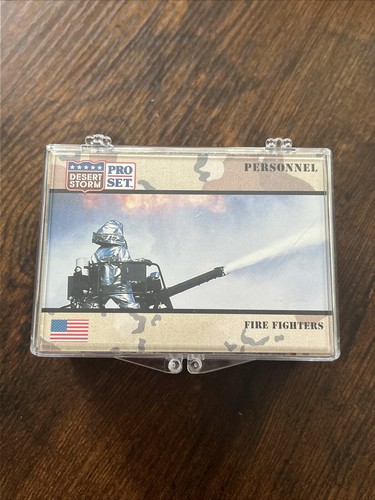 DESERT
STORM
PRO
SET.
PERSONNEL
FIRE FIGHTERS